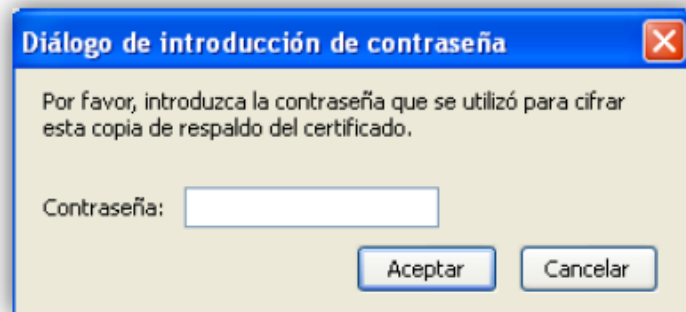 Diálogo de introducción de contraseña
Por favor, introduzca la contraseña que se utilizó para cifrar
esta copia de respaldo del certificado.
Contraseña:
Aceptar Cancelar